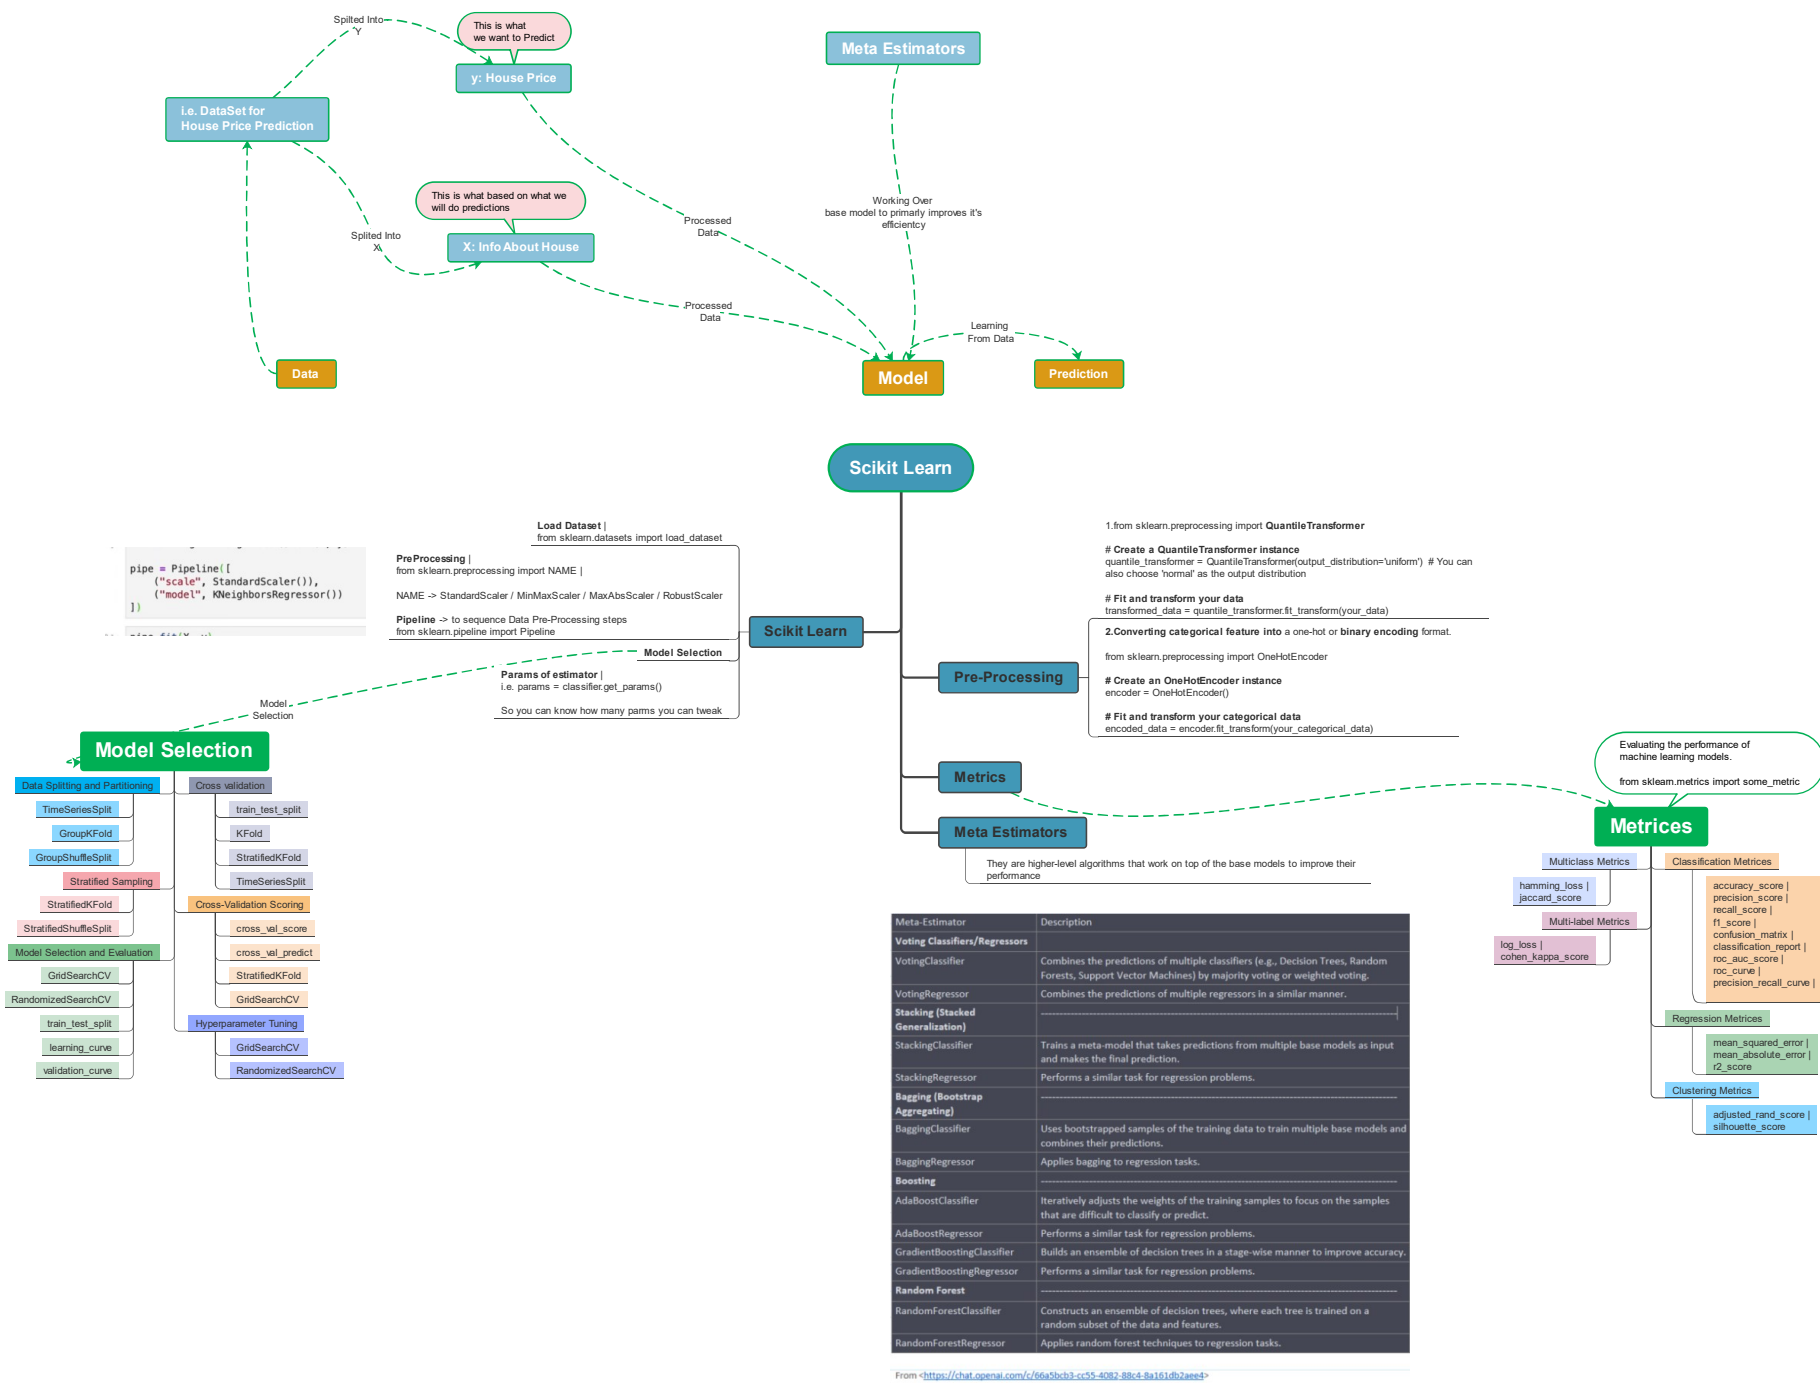 Spilted Into
Y
This is what
we want to Predict
Meta Estimators
y: House Price
i.e. DataSet for
House Price Prediction
This is what based on what we
will do predictions
Splited Into
X
X: Info About House
Processed
Data
Working Over
base model to primarly improves it's
efficientcy
Processed
Data
Learning
From Data
Data
Model
Prediction
Scikit Learn
Load Dataset |
from sklearn.datasets import load_dataset
PreProcessing |
from sklearn.preprocessing import NAME |
NAME -> StandardScaler / MinMaxScaler / MaxAbsScaler / RobustScaler
Pipeline -> to sequence Data Pre-Processing steps
from sklearn.pipeline import Pipeline
Model Selection
Params of estimator |
i.e. params = classifier.get_params()
So you can know how many parms you can tweak
Scikit Learn
pipe = Pipeline([
("scale", StandardScaler()),
("model", KNeighborsRegressor())
])
1.from sklearn.preprocessing import QuantileTransformer
# Create a QuantileTransformer instance
quantile_transformer = QuantileTransformer(output_distribution='uniform')  # You can
also choose 'normal' as the output distribution
# Fit and transform your data
transformed_data = quantile_transformer.fit_transform(your_data)
2.Converting categorical feature into a one-hot or binary encoding format.
from sklearn.preprocessing import OneHotEncoder
# Create an OneHotEncoder instance
encoder = OneHotEncoder()
# Fit and transform your categorical data
encoded_data = encoder.fit_transform(your_categorical_data)
Pre-Processing
Metrics
Meta Estimators
They are higher-level algorithms that work on top of the base models to improve their
performance
Model
Selection
Model Selection
Data Splitting and Partitioning
TimeSeriesSplit
GroupKFold
GroupShuffleSplit
Stratified Sampling
StratifiedKFold
StratifiedShuffleSplit
Model Selection and Evaluation
GridSearchCV
RandomizedSearchCV
train_test_split
learning_curve
validation_curve
Cross validation
train_test_split
KFold
StratifiedKFold
TimeSeriesSplit
Cross-Validation Scoring
cross_val_score
cross_val_predict
StratifiedKFold
GridSearchCV
Hyperparameter Tuning
GridSearchCV
RandomizedSearchCV
Evaluating the performance of
machine learning models.
from sklearn.metrics import some_metric
Metrices
Multiclass Metrics
hamming_loss |
jaccard_score
Multi-label Metrics
log_loss |
cohen_kappa_score
Classification Metrices
accuracy_score |
precision_score |
recall_score |
f1_score |
confusion_matrix |
classification_report |
roc_auc_score |
roc_curve |
precision_recall_curve |
Regression Metrices
mean_squared_error |
mean_absolute_error |
r2_score
Clustering Metrics
adjusted_rand_score |
silhouette_score
Meta-Estimator Description
Voting Classifiers/Regressors
VotingClassifier Combines the predictions of multiple classifiers (e.g., Decision Trees, Random
Forests, Support Vector Machines) by majority voting or weighted voting.
VotingRegressor Combines the predictions of multiple regressors in a similar manner.
Stacking (Stacked
Generalization)
StackingClassifier Trains a meta-model that takes predictions from multiple base models as input
and makes the final prediction.
StackingRegressor Performs a similar task for regression problems.
Bagging (Bootstrap
Aggregating)
BaggingClassifier Uses bootstrapped samples of the training data to train multiple base models and
combines their predictions.
BaggingRegressor Applies bagging to regression tasks.
Boosting
AdaBoostClassifier Iteratively adjusts the weights of the training samples to focus on the samples
that are difficult to classify or predict.
AdaBoostRegressor Performs a similar task for regression problems.
GradientBoostingClassifier Builds an ensemble of decision trees in a stage-wise manner to improve accuracy.
GradientBoostingRegressor Performs a similar task for regression problems.
Random Forest
RandomForestClassifier Constructs an ensemble of decision trees, where each tree is trained on a
random subset of the data and features.
RandomForestRegressor Applies random forest techniques to regression tasks.
From <https://chat.openai.com/c/66a5bcb3-cc55-4082-88c4-8a161db2aee4>